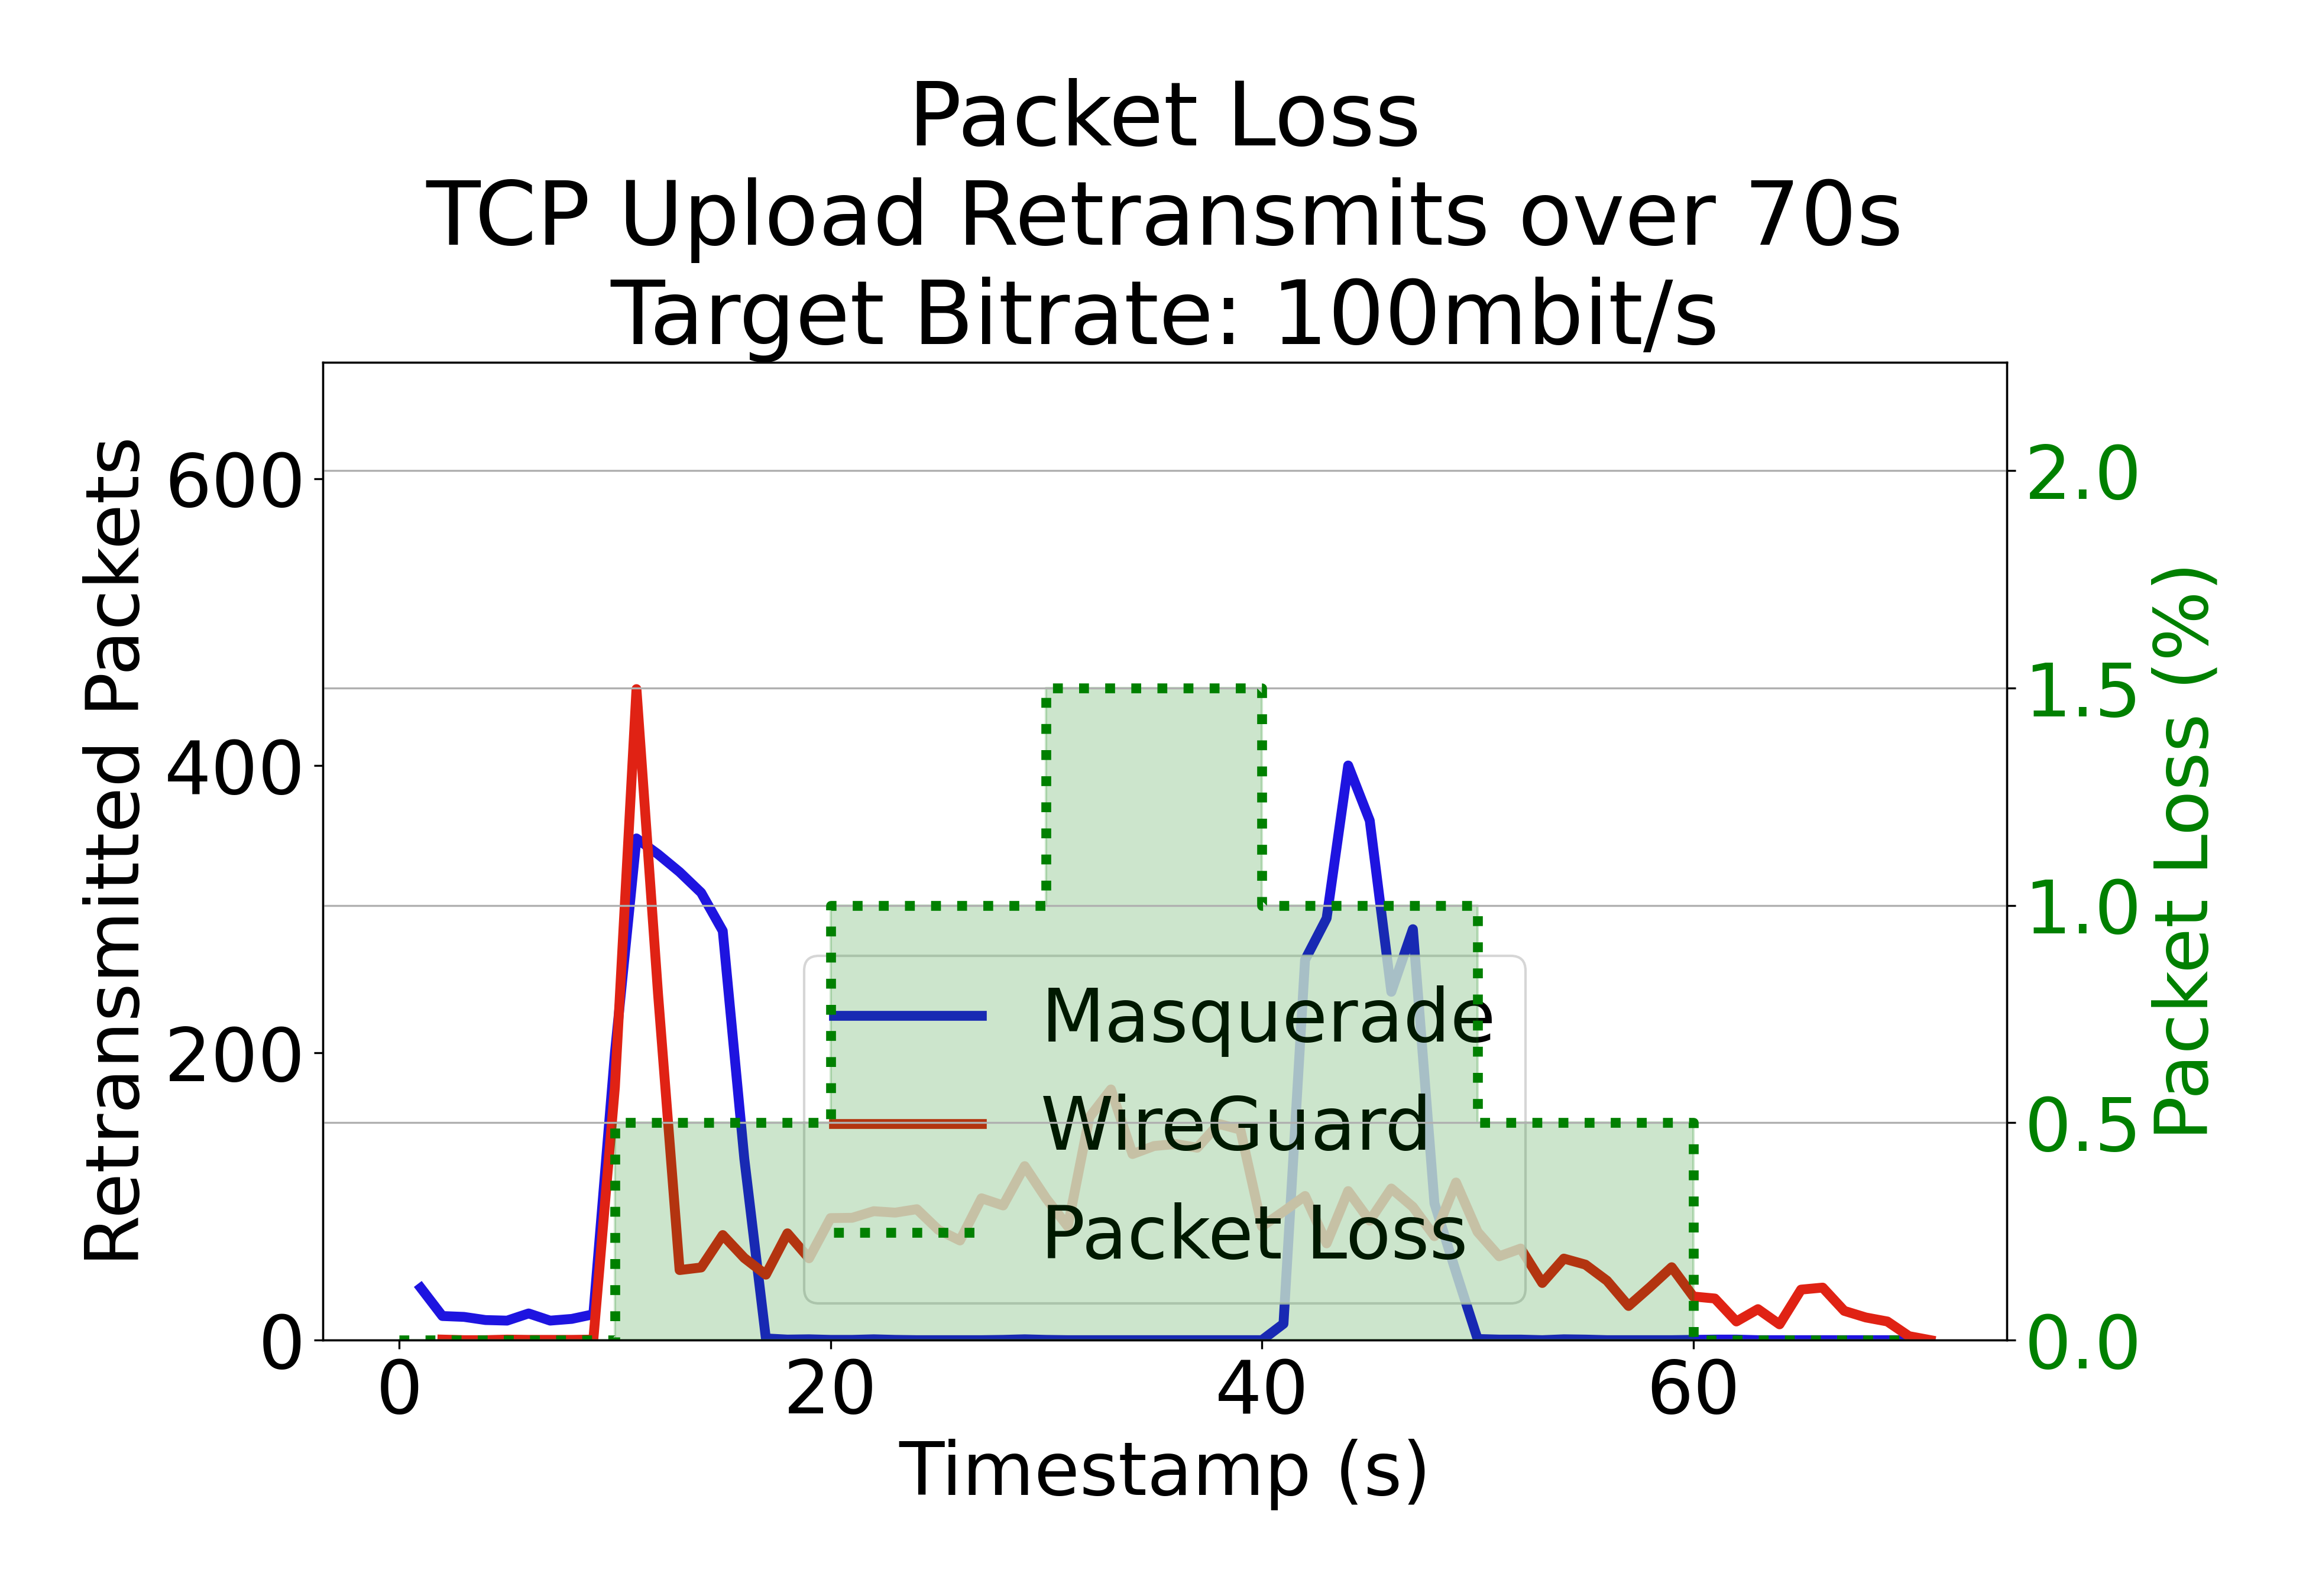 Packet Loss
TCP Upload Retransmits over 70s
Target Bitrate: 100mbit/s
Retransmitted Packets
600
400
200
0
2.0
1.5
1.0
0.5
0.0
Packet Loss (%)
Masquerade
WireGuard
Packet Loss
0 20 40 60
Timestamp (s)